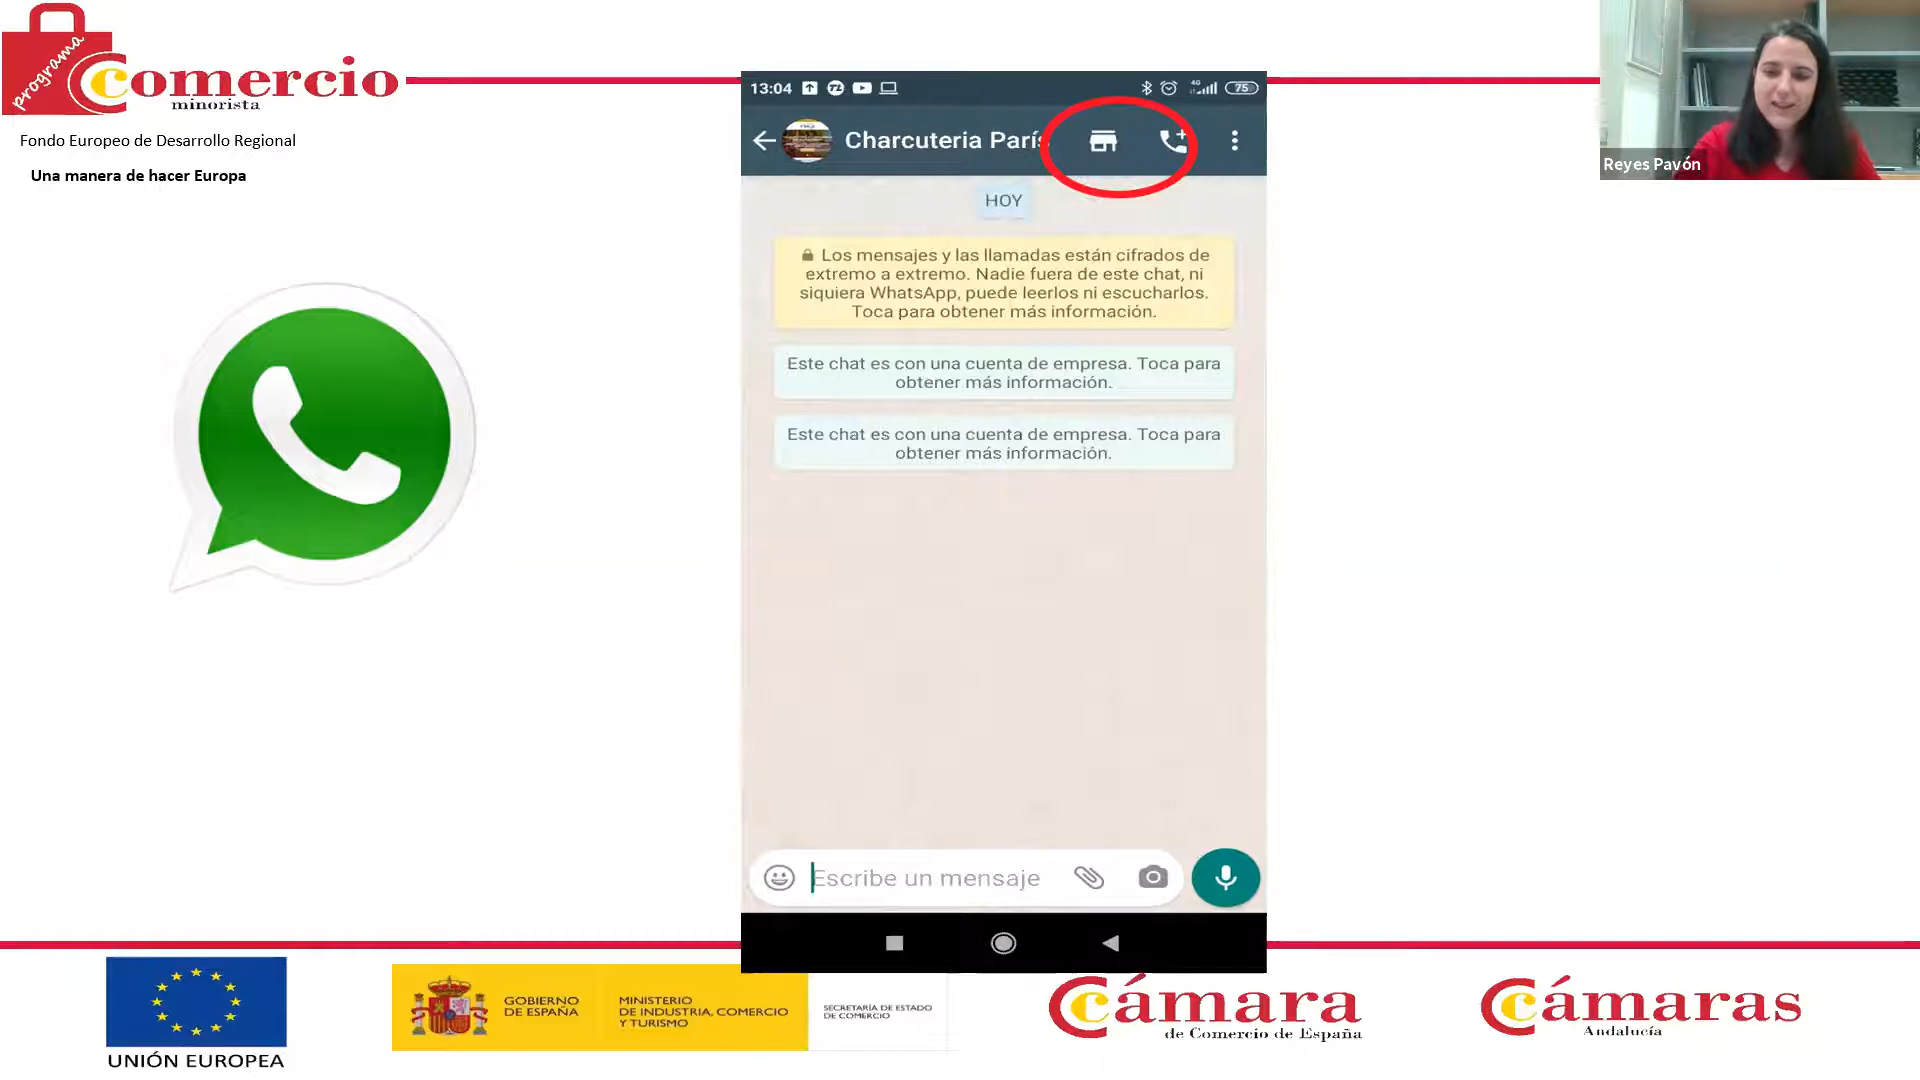 programa
Comercio
minorista
Fondo Europeo de Desarrollo Regional
Una manera de hacer Europa
13:04
4G
75
Charcuteria París
HOY
Los mensajes y las llamadas están cifrados de
extremo a extremo. Nadie fuera de este chat, ni
siquiera WhatsApp, puede leerlos ni escucharlos.
Toca para obtener más información.
Este chat es con una cuenta de empresa. Toca para
obtener más información.
Este chat es con una cuenta de empresa. Toca para
obtener más información.
Escribe un mensaje
Reyes Pavón
UNIÓN EUROPEA
GOBIERNO
DE ESPAÑA
MINISTERIO
DE INDUSTRIA, COMERCIO
Y TURISMO
SECRETARÍA DE ESTADO
DE COMERCIO
Cámara
de Comercio de España
Cámaras
Andalucía